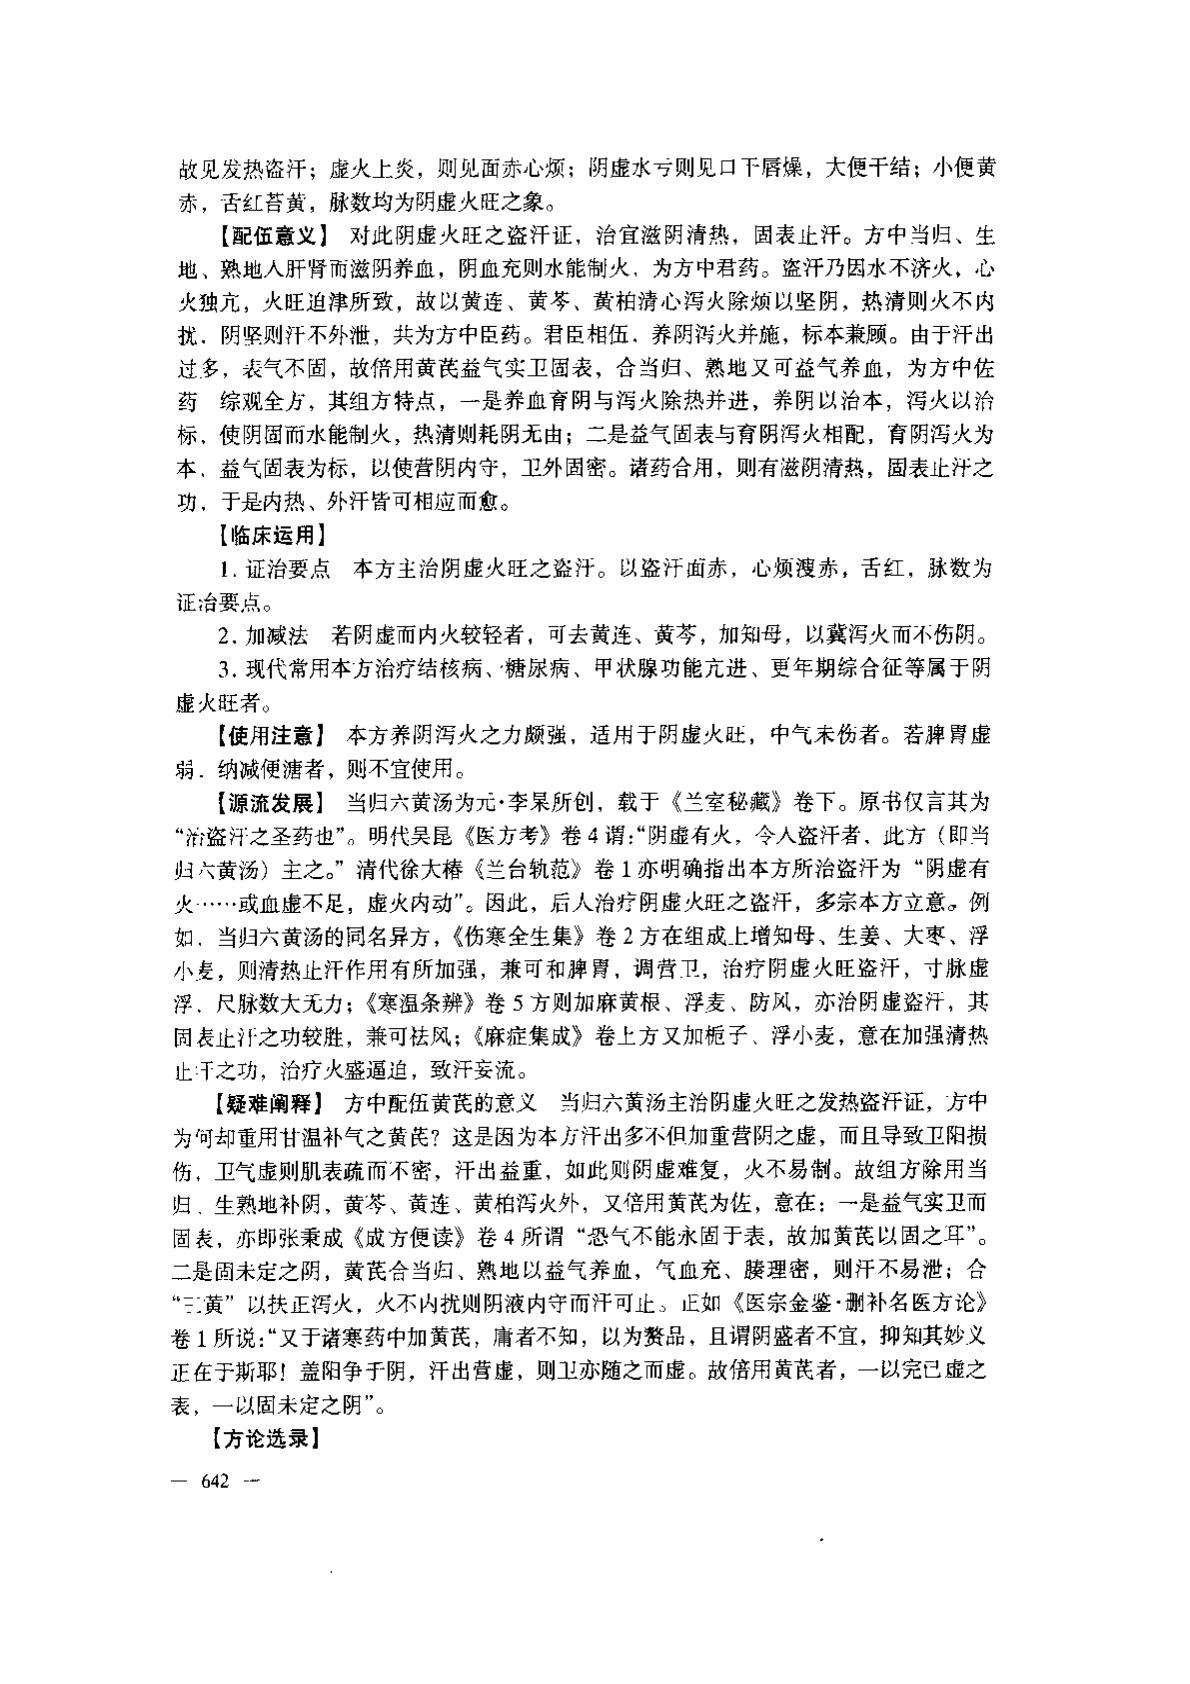 故见发热盗汗；虚火上炎，则见面赤心烦；阴虚水亏则见口干唇燥，大便干结；小便黄
赤，舌红苔黄，脉数均为阴虚火旺之象。
【配伍意义】 对此阴虚火旺之盗汗证，治宜滋阴清热，固表止汗。方中当归、生
地、熟地入肝肾而滋阴养血，阴血充则水能制火，为方中君药。盗汗乃因水不济火，心
火独亢，火旺迫津所致，故以黄连、黄芩、黄柏清心泻火除烦以坚阴，热清则火不内
扰，阴坚则汗不外泄，共为方中臣药。君臣相伍，养阴泻火并施，标本兼顾。由于汗出
过多，表气不固，故倍用黄芪益气实卫固表，合当归、熟地又可益气养血，为方中佐
药 综观全方，其组方特点，一是养血育阴与泻火除热并进，养阴以治本，泻火以治
标，使阴固而水能制火，热清则耗阴无由；二是益气固表与育阴泻火相配，育阴泻火为
本，益气固表为标，以使营阴内守，卫外固密。诸药合用，则有滋阴清热，固表止汗之
功，于是内热、外汗皆可相应而愈。
【临床运用】
1. 证治要点 本方主治阴虚火旺之盗汗。以盗汗面赤，心烦溲赤，舌红，脉数为
证治要点。
2. 加减法 若阴虚而内火较轻者，可去黄连、黄芩，加知母，以冀泻火而不伤阴。
3. 现代常用本方治疗结核病、糖尿病、甲状腺功能亢进、更年期综合征等属于阴
虚火旺者。
【使用注意】 本方养阴泻火之力颇强，适用于阴虚火旺，中气未伤者。若脾胃虚
弱，纳减便溏者，则不宜使用。
【源流发展】 当归六黄汤为元·李杲所创，载于《兰室秘藏》卷下。原书仅言其为
“治盗汗之圣药也”。明代吴昆《医方考》卷 4 谓：“阴虚有火，令人盗汗者，此方（即当
归六黄汤）主之。”清代徐大椿《兰台轨范》卷 1 亦明确指出本方所治盗汗为“阴虚有
火……或血虚不足，虚火内动”。因此，后人治疗阴虚火旺之盗汗，多宗本方立意。例
如，当归六黄汤的同名异方，《伤寒全生集》卷 2 方在组成上增知母、生姜、大枣、浮
小麦，则清热止汗作用有所加强，兼可和脾胃，调营卫，治疗阴虚火旺盗汗，寸脉虚
浮，尺脉数大无力；《寒温条辨》卷 5 方则加麻黄根、浮麦、防风，亦治阴虚盗汗，其
固表止汗之功较胜，兼可祛风；《麻症集成》卷上方又加栀子、浮小麦，意在加强清热
止汗之功，治疗火盛逼迫，致汗妄流。
【疑难阐释】 方中配伍黄芪的意义 当归六黄汤主治阴虚火旺之发热盗汗证，方中
为何却重用甘温补气之黄芪？这是因为本方汗出多不但加重营阴之虚，而且导致卫阳损
伤，卫气虚则肌表疏而不密，汗出益重，如此则阴虚难复，火不易制。故组方除用当
归、生熟地补阴，黄芩、黄连、黄柏泻火外，又倍用黄芪为佐，意在：一是益气实卫而
固表，亦即张秉成《成方便读》卷 4 所谓“恐气不能永固于表，故加黄芪以固之耳”。
二是固未定之阴，黄芪合当归、熟地以益气养血，气血充、腠理密，则汗不易泄；合
“三黄”以扶正泻火，火不内扰则阴液内守而汗可止。正如《医宗金鉴·删补名医方论》
卷 1 所说：“又于诸寒药中加黄芪，庸者不知，以为赘品，且谓阴盛者不宜，抑知其妙义
正在于斯耶！盖阳争于阴，汗出营虚，则卫亦随之而虚。故倍用黄芪者，一以完已虚之
表，一以固未定之阴”。
【方论选录】
— 642 —